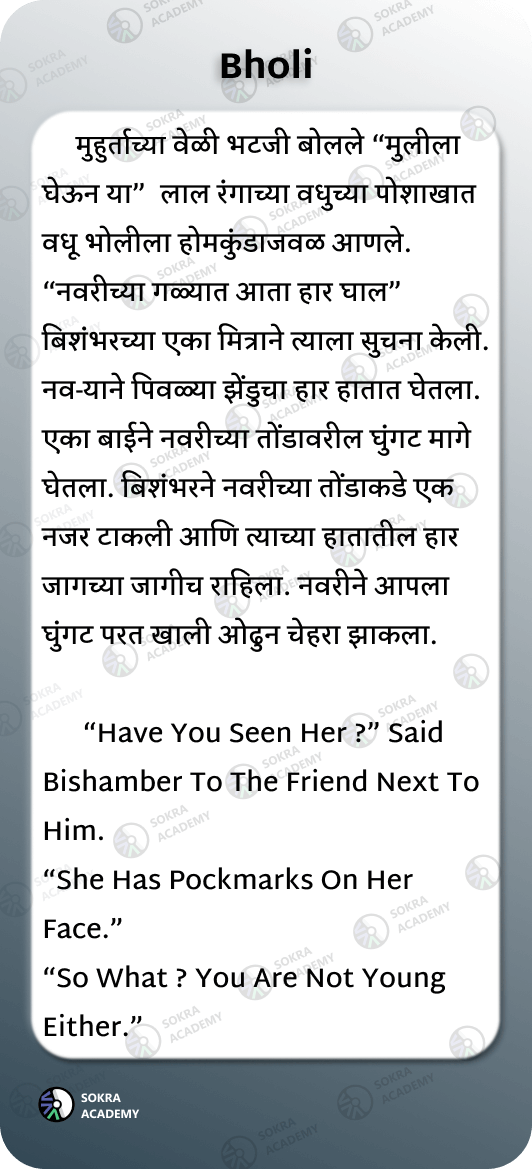 Bholi
मुहुर्ताच्या वेळी भटजी बोलले “मुलीला
घेऊन या” लाल रंगाच्या वधुच्या पोशाखात
वधू भोलीला होमकुंडाजवळ आणले.
“नवरीच्या गळ्यात आता हार घाल”
बिशंभरच्या एका मित्राने त्याला सुचना केली.
नव-याने पिवळ्या झेंडुचा हार हातात घेतला.
एका बाईने नवरीच्या तोंडावरील घुंगट मागे
घेतला. बिशंभरने नवरीच्या तोंडाकडे एक
नजर टाकली आणि त्याच्या हातातील हार
जागच्या जागीच राहिला. नवरीने आपला
घुंगट परत खाली ओढुन चेहरा झाकला.
“Have You Seen Her ?” Said
Bishamber To The Friend Next To
Him.
“She Has Pockmarks On Her
Face.”
“So What ? You Are Not Young
Either.”
SOKRA
ACADEMY